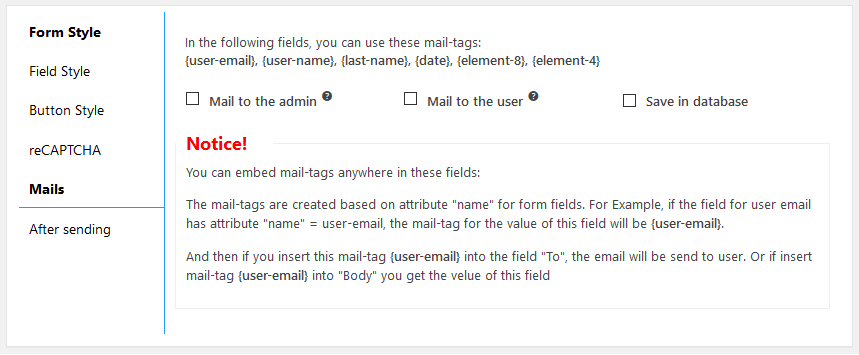 Form Style
Field Style
Button Style
reCAPTCHA
Mails
After sending
In the following fields, you can use these mail-tags:
{user-email}, {user-name}, {last-name}, {date}, {element-8}, {element-4}
Mail to the admin ?
Mail to the user ?
Save in database
Notice!
You can embed mail-tags anywhere in these fields:
The mail-tags are created based on attribute "name" for form fields. For Example, if the field for user email
has attribute "name" = user-email, the mail-tag for the value of this field will be {user-email}.
And then if you insert this mail-tag {user-email} into the field "To", the email will be send to user. Or if insert
mail-tag {user-email} into "Body" you get the velue of this field